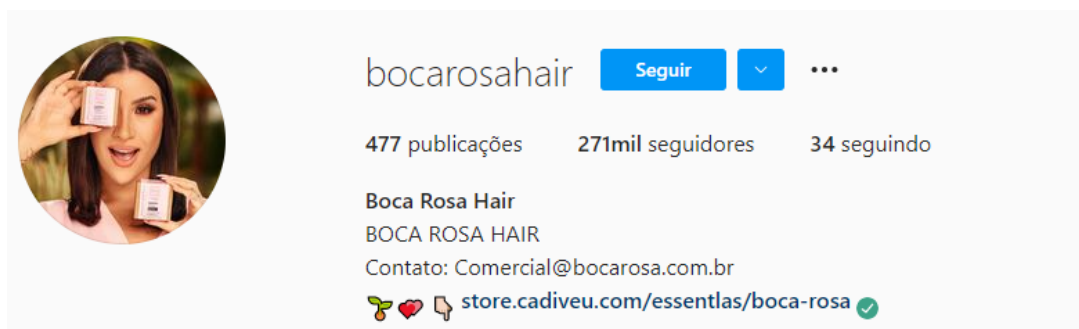 bocarosahair Seguir
477 publicações 271mil seguidores 34 seguindo
Boca Rosa Hair
BOCA ROSA HAIR
Contato: Comercial@bocarosa.com.br
store.cadiveu.com/essentlas/boca-rosa